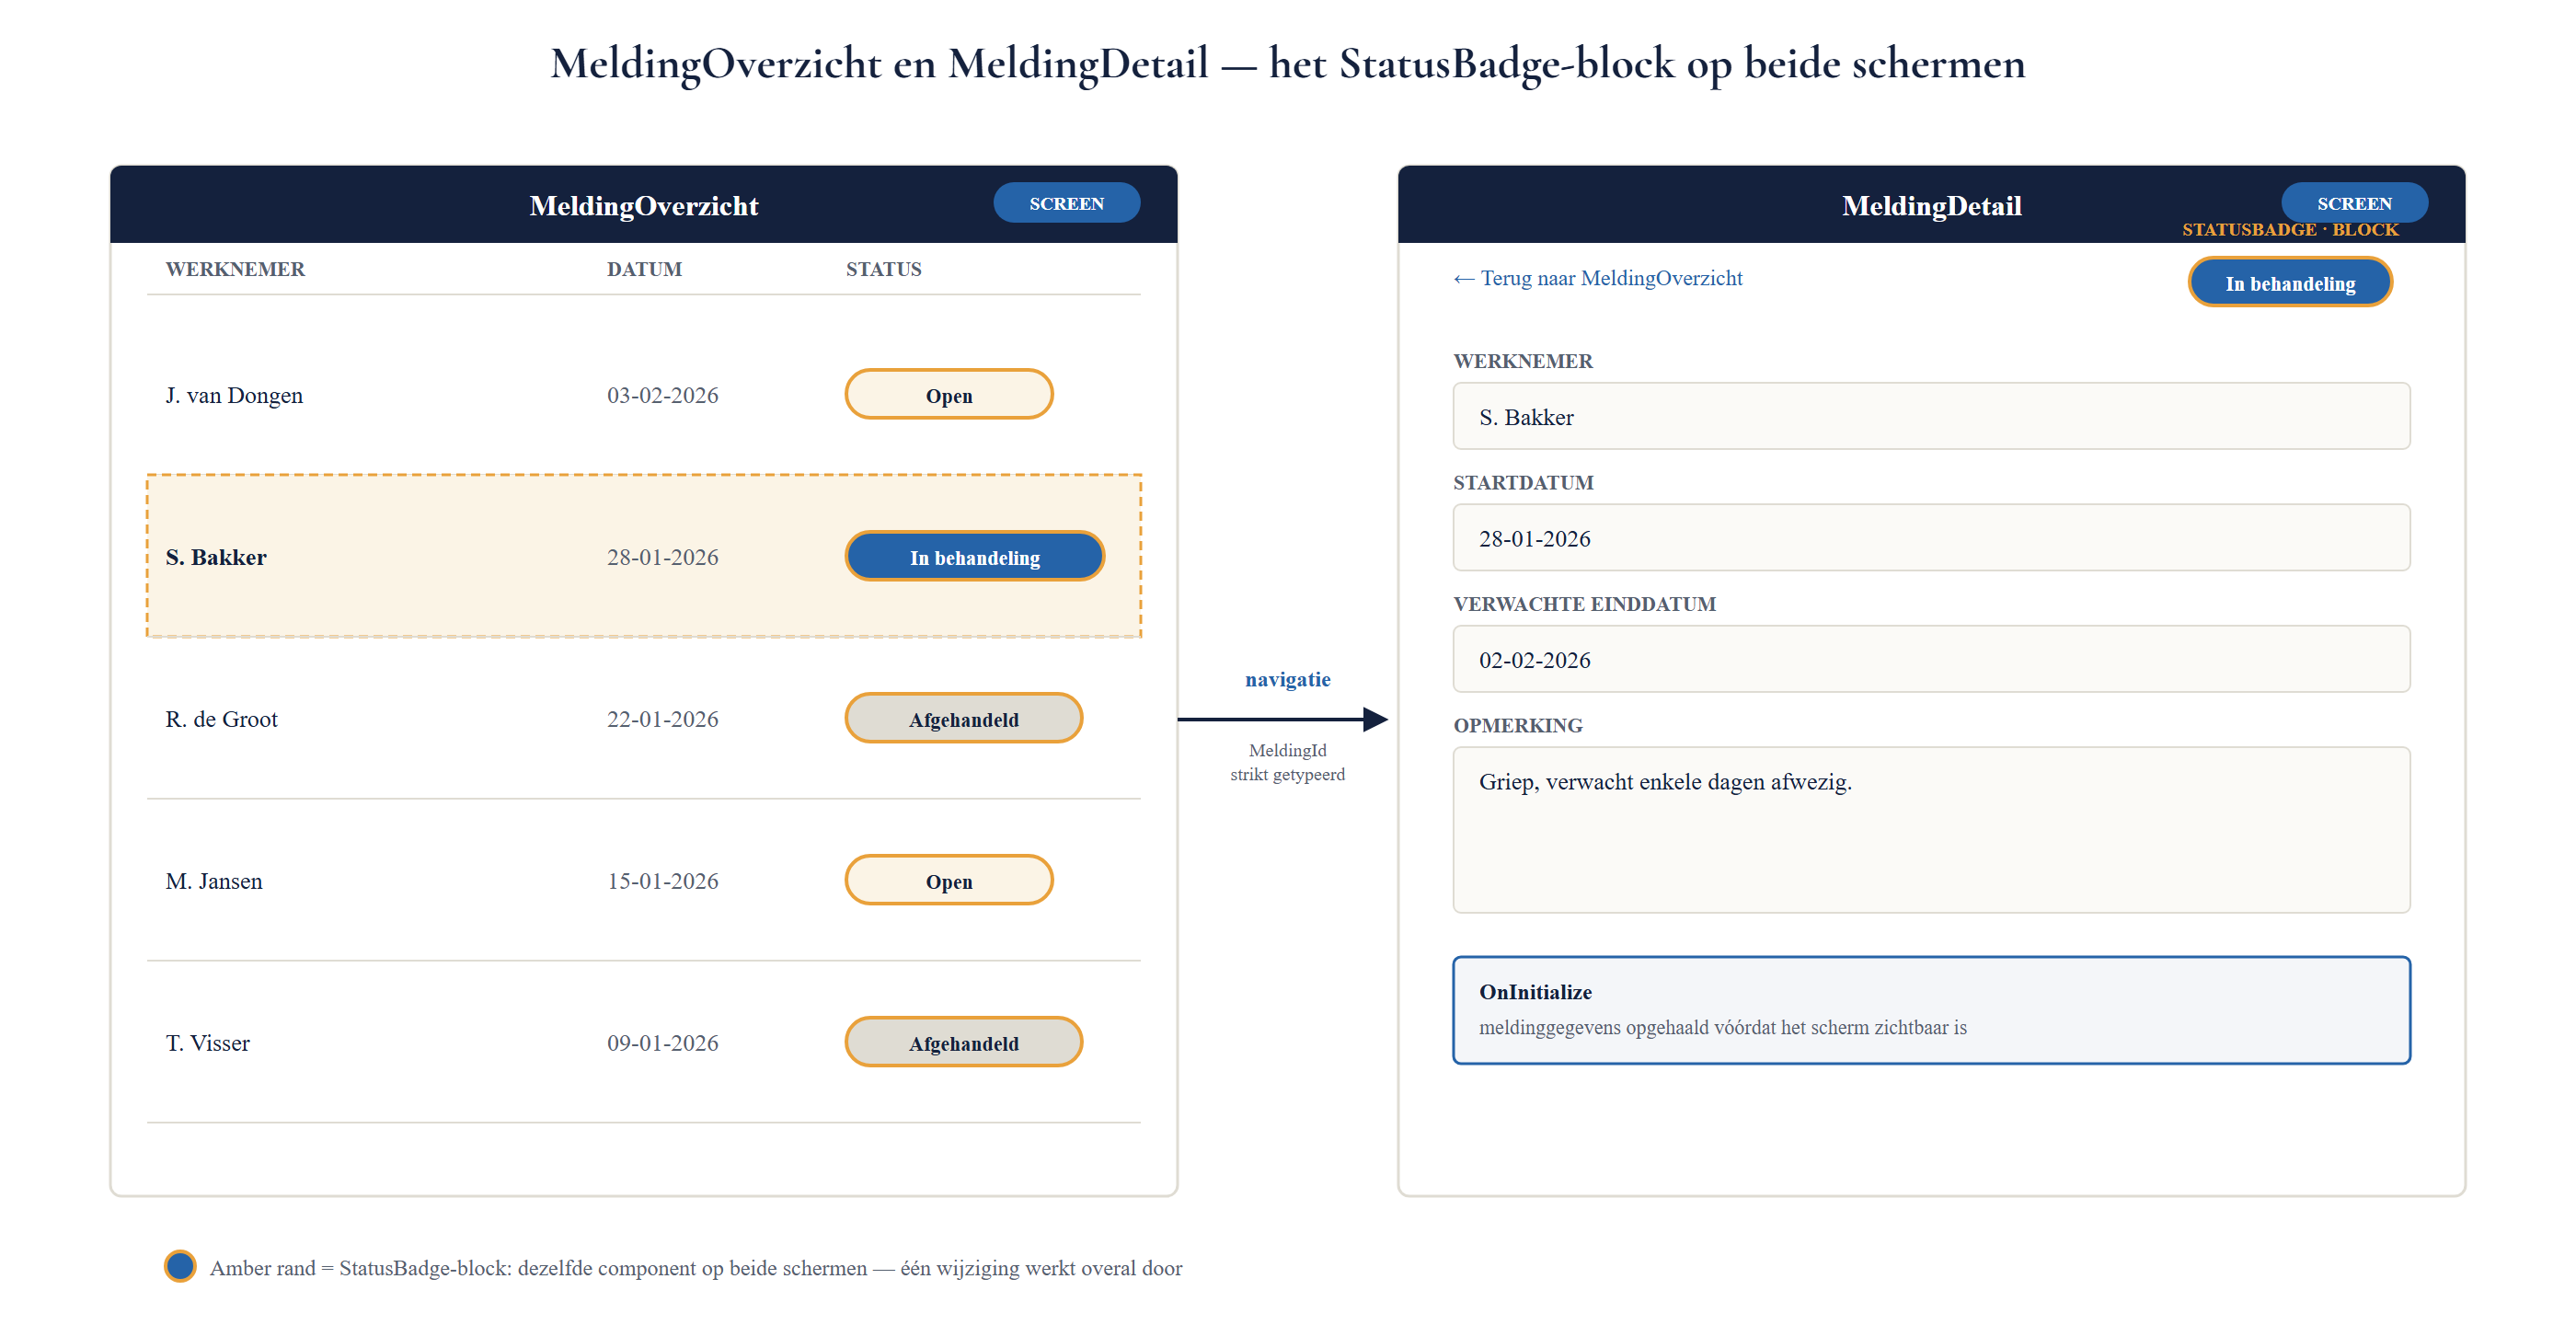 MeldingOverzicht en MeldingDetail — het StatusBadge-block op beide schermen
MeldingOverzicht
SCREEN
WERKNEMER DATUM STATUS
J. van Dongen 03-02-2026 Open
S. Bakker 28-01-2026 In behandeling
R. de Groot 22-01-2026 Afgehandeld
M. Jansen 15-01-2026 Open
T. Visser 09-01-2026 Afgehandeld
navigatie
MeldingId
strikt getypeerd
MeldingDetail
SCREEN
STATUSBADGE · BLOCK
← Terug naar MeldingOverzicht
In behandeling
WERKNEMER
S. Bakker
STARTDATUM
28-01-2026
VERWACHTE EINDDATUM
02-02-2026
OPMERKING
Griep, verwacht enkele dagen afwezig.
OnInitialize
meldinggegevens opgehaald vóórdat het scherm zichtbaar is
Amber rand = StatusBadge-block: dezelfde component op beide schermen — één wijziging werkt overal door